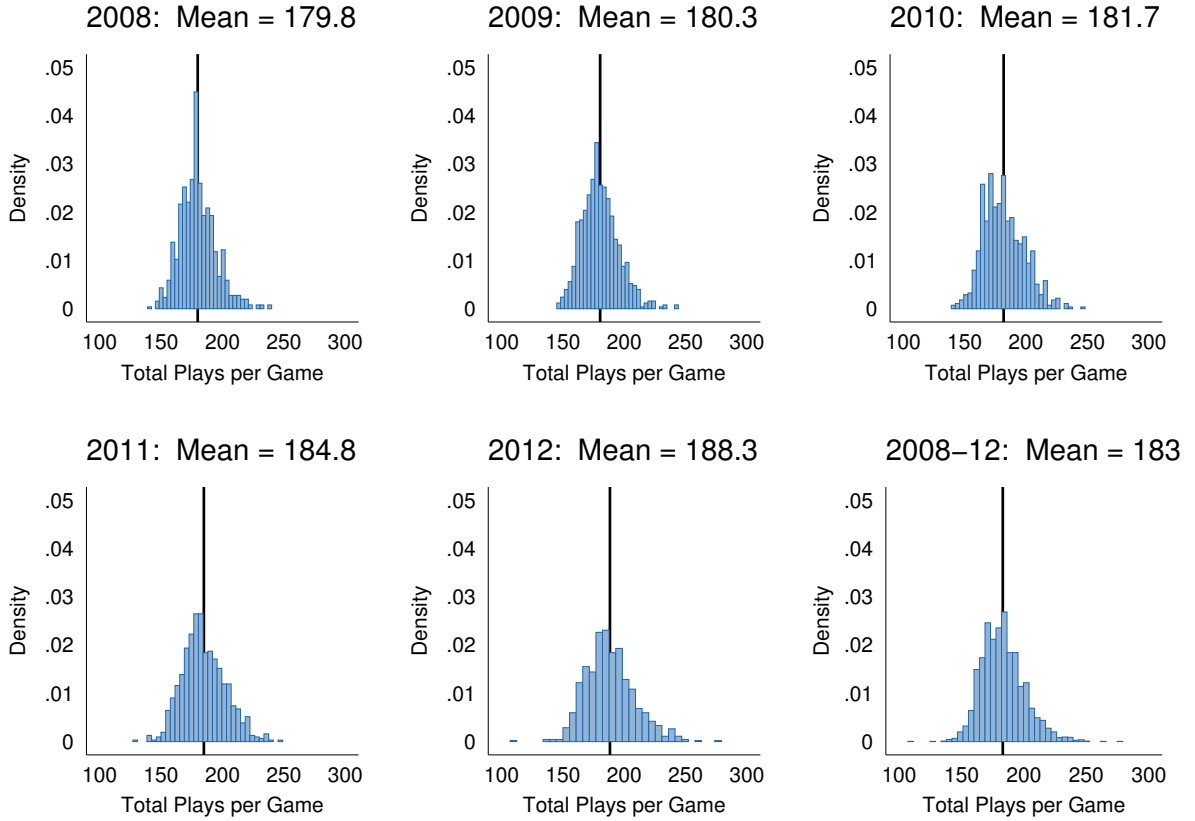 2008:  Mean = 179.8
2009:  Mean = 180.3
2010:  Mean = 181.7
Density
.05
.04
.03
.02
.01
0
100 150 200 250 300
Total Plays per Game
Density
.05
.04
.03
.02
.01
0
100 150 200 250 300
Total Plays per Game
Density
.05
.04
.03
.02
.01
0
100 150 200 250 300
Total Plays per Game
2011:  Mean = 184.8
2012:  Mean = 188.3
2008−12:  Mean = 183
Density
.05
.04
.03
.02
.01
0
100 150 200 250 300
Total Plays per Game
Density
.05
.04
.03
.02
.01
0
100 150 200 250 300
Total Plays per Game
Density
.05
.04
.03
.02
.01
0
100 150 200 250 300
Total Plays per Game